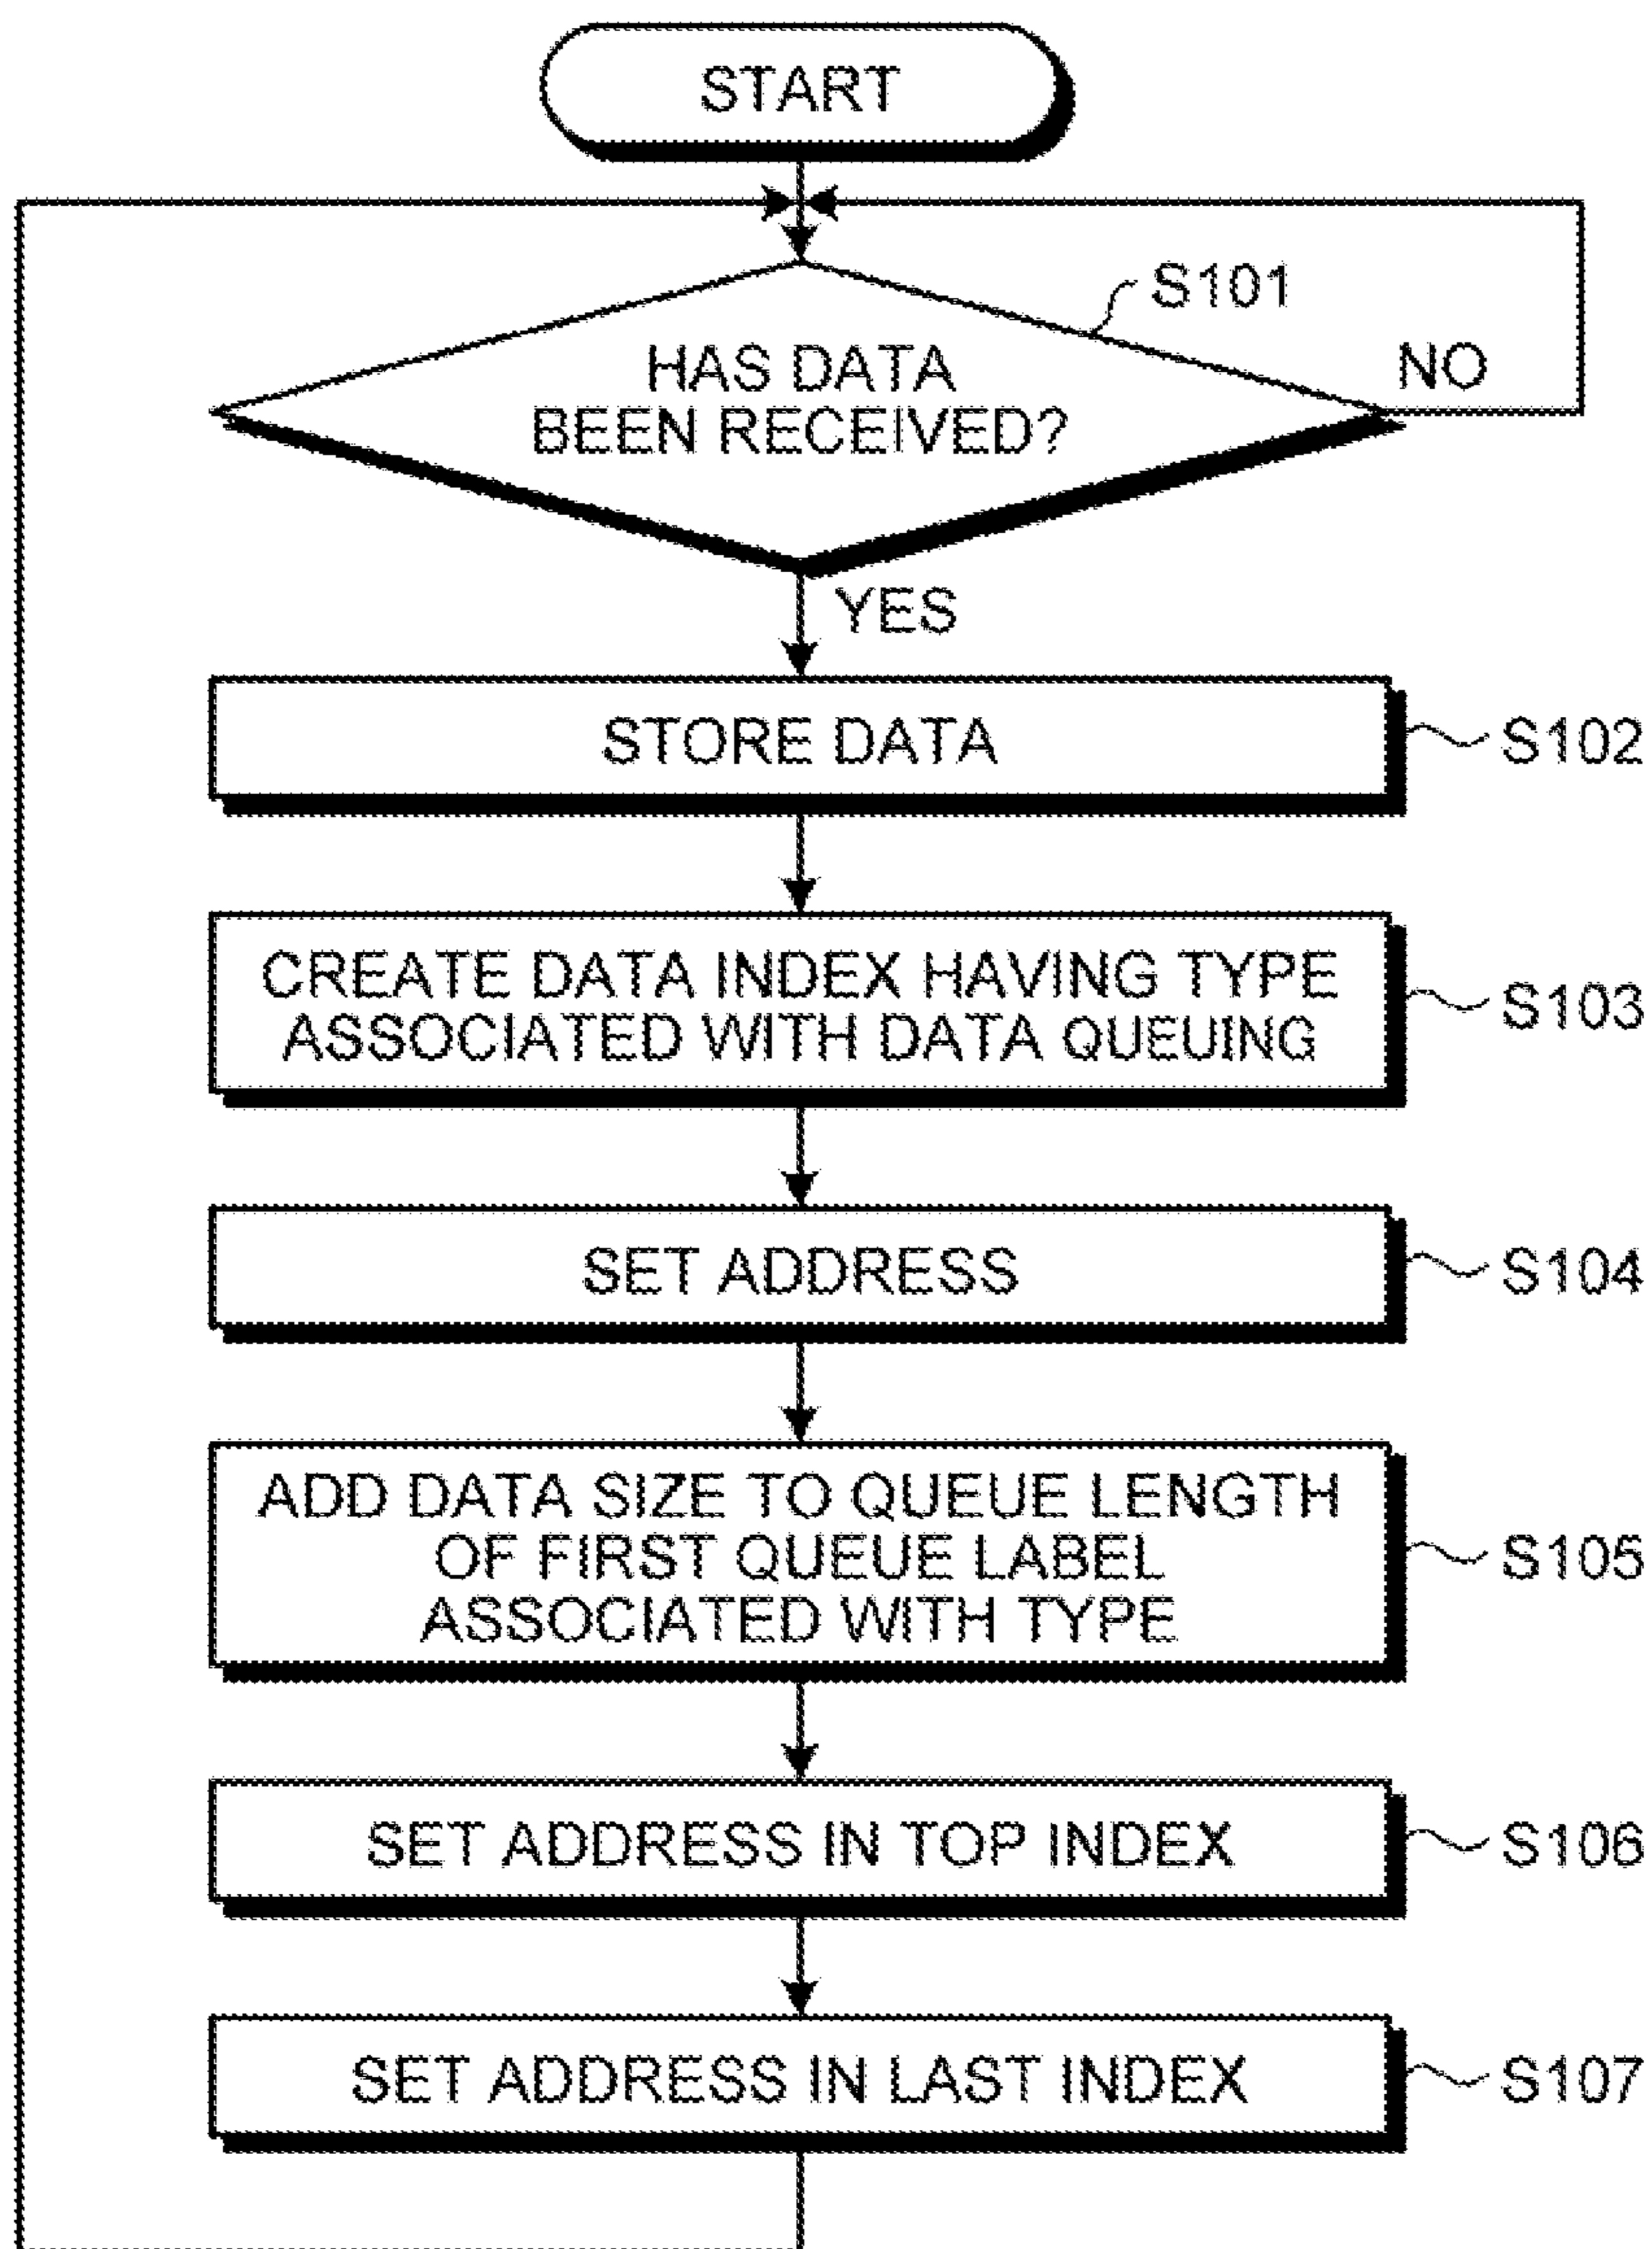 START
S101
HAS DATA
BEEN RECEIVED?
NO
YES
STORE DATA
S102
CREATE DATA INDEX HAVING TYPE
ASSOCIATED WITH DATA QUEUING
S103
SET ADDRESS
S104
ADD DATA SIZE TO QUEUE LENGTH
OF FIRST QUEUE LABEL
ASSOCIATED WITH TYPE
S105
SET ADDRESS IN TOP INDEX
S106
SET ADDRESS IN LAST INDEX
S107